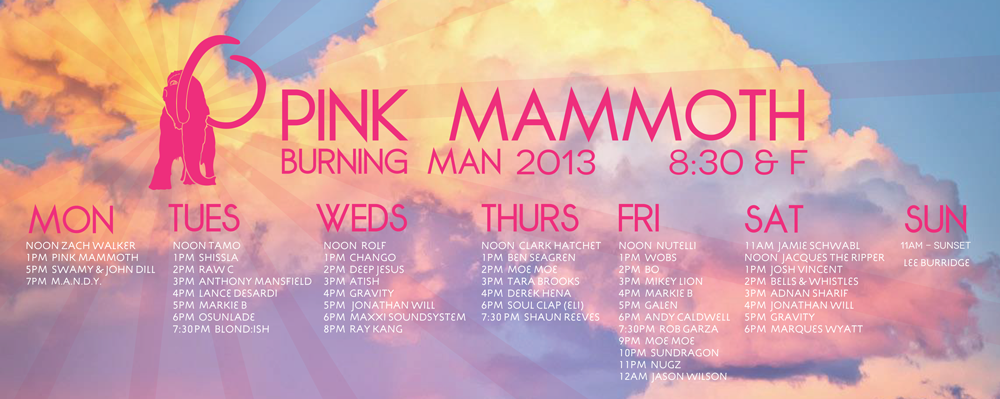 PINK MAMMOTH
BURNING MAN 2013 8:30 & F
MON
NOON ZACH WALKER
1PM PINK MAMMOTH
5PM SWAMY & JOHN DILL
7PM M.A.N.D.Y.
TUES
NOON TAMO
1PM SHISSLA
2PM RAW C
3PM ANTHONY MANSFIELD
4PM LANCE DESARDI
5PM MARKIE B
6PM OSUNLADE
7:30PM BLOND:ISH
WEDS
NOON ROLF
1PM CHANGO
2PM DEEP JESUS
3PM ATISH
4PM GRAVITY
5PM JONATHAN WILL
6PM MAXXI SOUNDSYSTEM
8PM RAY KANG
THURS
NOON CLARK HATCHET
1PM BEN SEAGREN
2PM MOE MOE
3PM TARA BROOKS
4PM DEREK HENA
6PM SOUL CLAP (ELI)
7:30 PM SHAUN REEVES
FRI
NOON NUTELLI
1PM WOBS
2PM BO
3PM MIKEY LION
4PM MARKIE B
5PM GALEN
6PM ANDY CALDWELL
7:30PM ROB GARZA
9PM MOE MOE
10PM SUNDRAGON
11PM NUGZ
12AM JASON WILSON
SAT
11AM JAMIE SCHWABL
NOON JACQUES THE RIPPER
1PM JOSH VINCENT
2PM BELLS & WHISTLES
3PM ADNAN SHARIF
4PM JONATHAN WILL
5PM GRAVITY
6PM MARQUES WYATT
SUN
11AM – SUNSET
LEE BURRIDGE